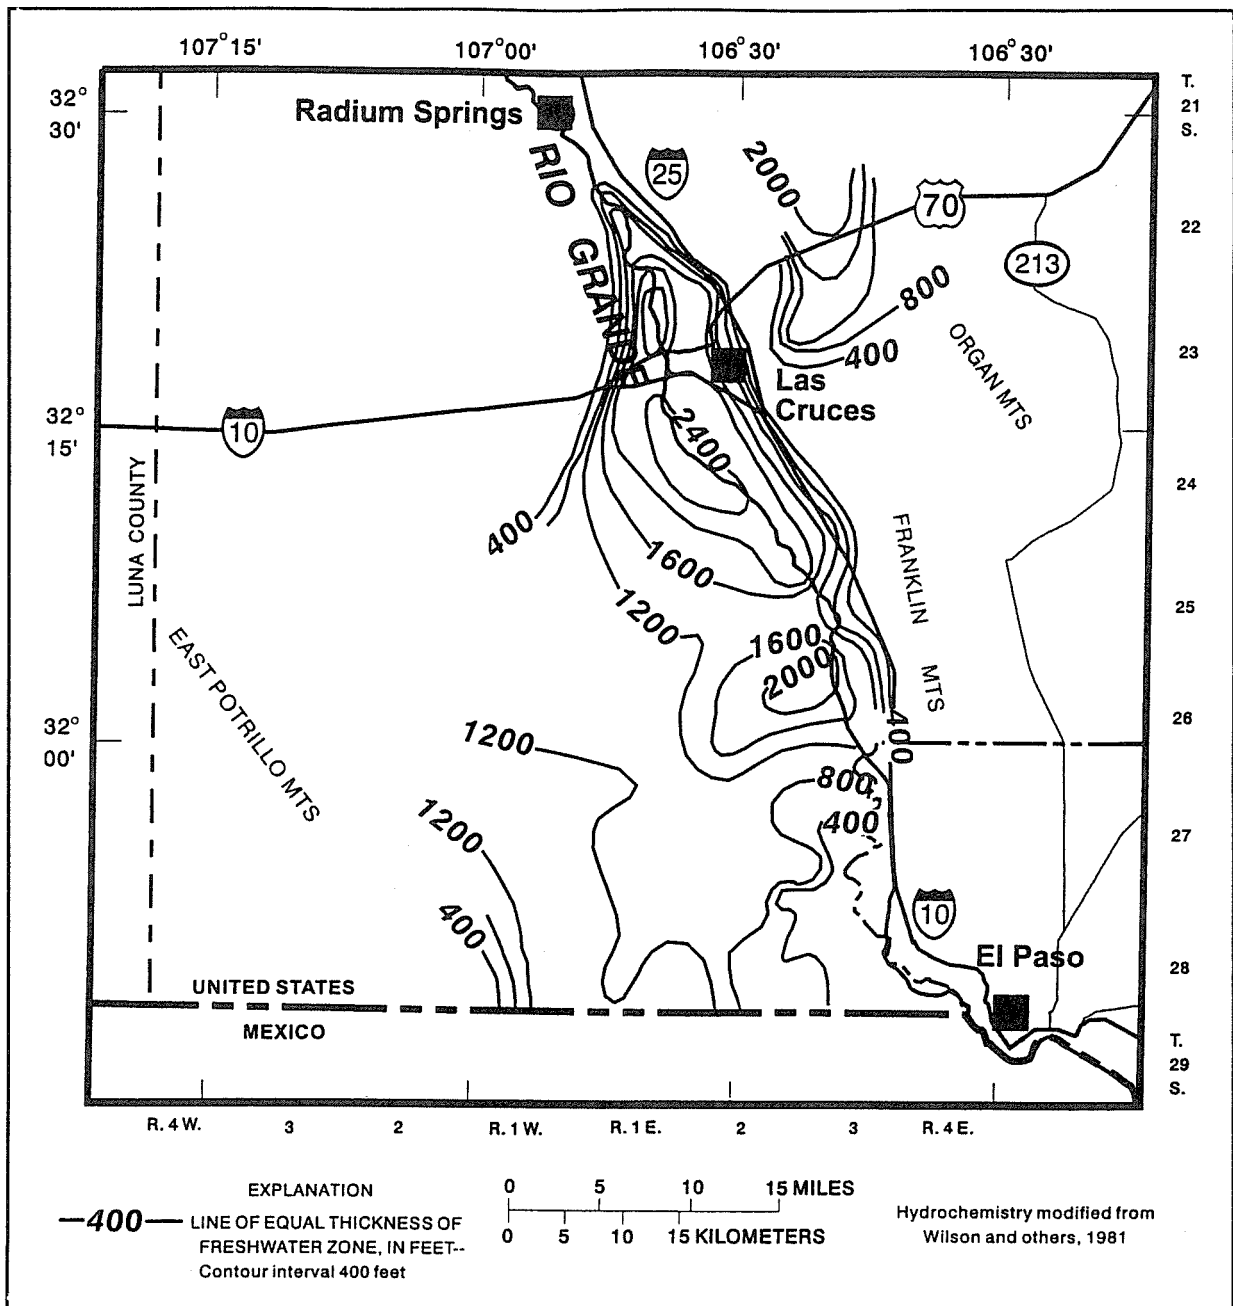 107°15'
107°00'
106°30'
106°30'
32°
30'
T.
21
S.
Radium Springs
RIO GRANDE
25
2000
70
22
213
800
ORGAN MTS
23
400
Las
Cruces
32°
15'
10
2400
LUNA COUNTY
24
400
FRANKLIN MTS
1600
1200
25
EAST POTRILLO MTS
1600
2000
26
32°
00'
1200
400
800
1200
400
27
400
10
El Paso
28
UNITED STATES
MEXICO
T.
29
S.
R. 4 W.
3
2
R. 1 W.
R. 1 E.
2
3
R. 4 E.
EXPLANATION
—400— LINE OF EQUAL THICKNESS OF
FRESHWATER ZONE, IN FEET--
Contour interval 400 feet
0 5 10 15 MILES
0 5 10 15 KILOMETERS
Hydrochemistry modified from
Wilson and others, 1981